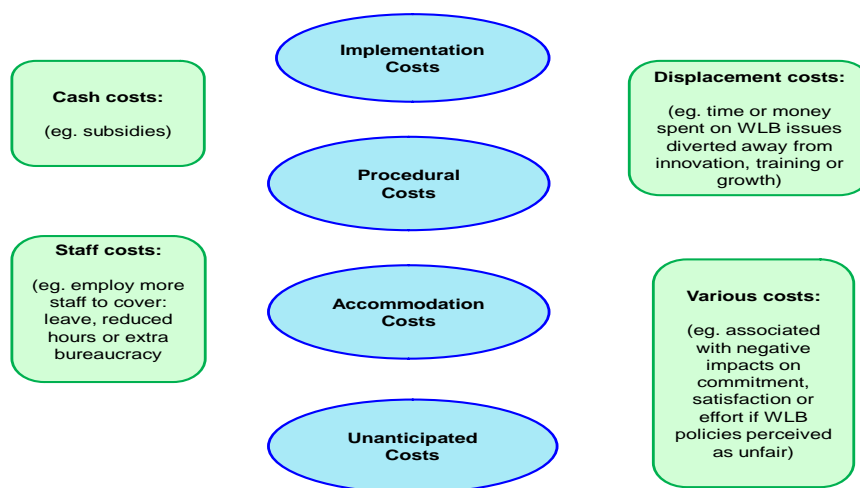 Implementation
Costs
Cash costs:
(eg. subsidies)
Displacement costs:
(eg. time or money
spent on WLB issues
diverted away from
innovation, training or
growth)
Procedural
Costs
Staff costs:
(eg. employ more
staff to cover:
leave, reduced
hours or extra
bureaucracy
Accommodation
Costs
Various costs:
(eg. associated
with negative
impacts on
commitment,
satisfaction or
effort if WLB
policies perceived
as unfair)
Unanticipated
Costs